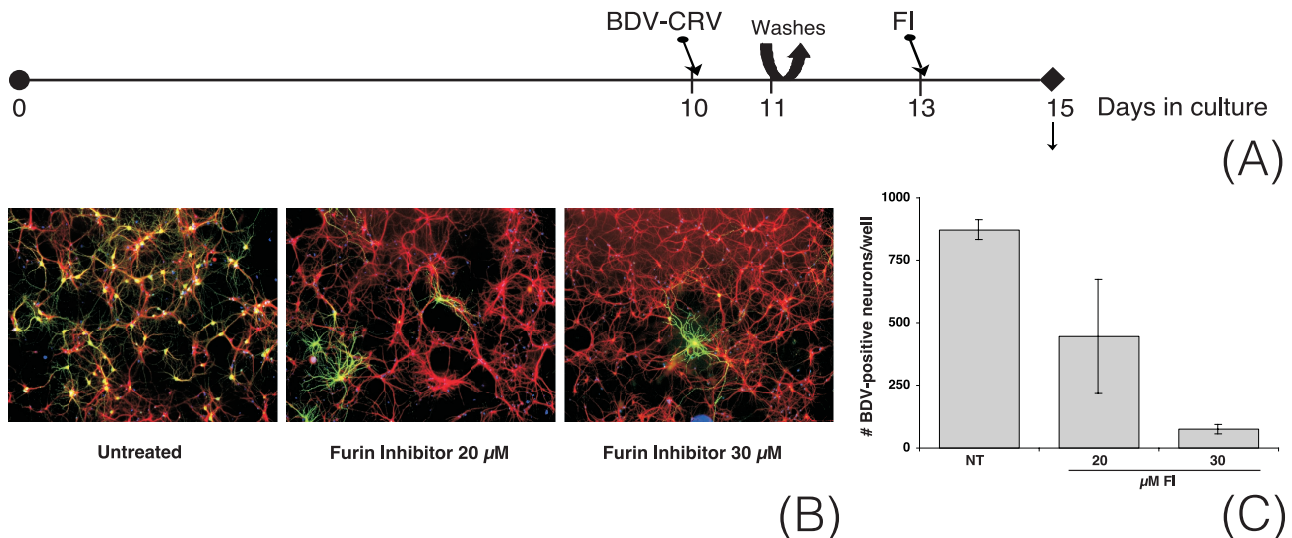 BDV-CRV
Washes
FI
0
10
11
13
15
Days in culture
(A)
Untreated
Furin Inhibitor 20 µM
Furin Inhibitor 30 µM
(B)
# BDV-positive neurons/well
1000
750
500
250
0
NT
20
30
µM FI
(C)